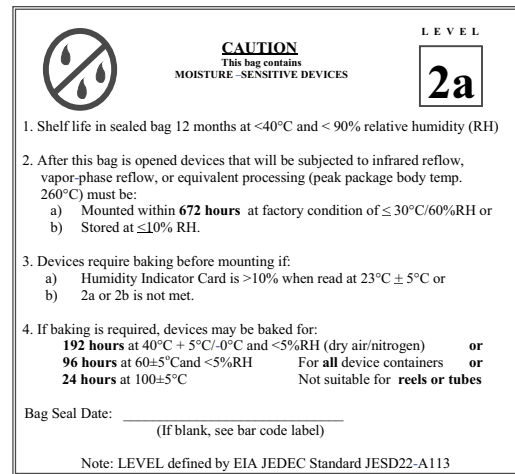 LEVEL
CAUTION
This bag contains
MOISTURE –SENSITIVE DEVICES
2a
1. Shelf life in sealed bag 12 months at <40°C and < 90% relative humidity (RH)
2. After this bag is opened devices that will be subjected to infrared reflow,
vapor-phase reflow, or equivalent processing (peak package body temp.
260°C) must be:
a) Mounted within 672 hours at factory condition of ≤ 30°C/60%RH or
b) Stored at ≤10% RH.
3. Devices require baking before mounting if:
a) Humidity Indicator Card is >10% when read at 23°C ± 5°C or
b) 2a or 2b is not met.
4. If baking is required, devices may be baked for:
192 hours at 40°C + 5°C/-0°C and <5%RH (dry air/nitrogen) or
96 hours at 60±5°Cand <5%RH For all device containers or
24 hours at 100±5°C Not suitable for reels or tubes
Bag Seal Date: ______________________________
(If blank, see bar code label)
Note: LEVEL defined by EIA JEDEC Standard JESD22-A113